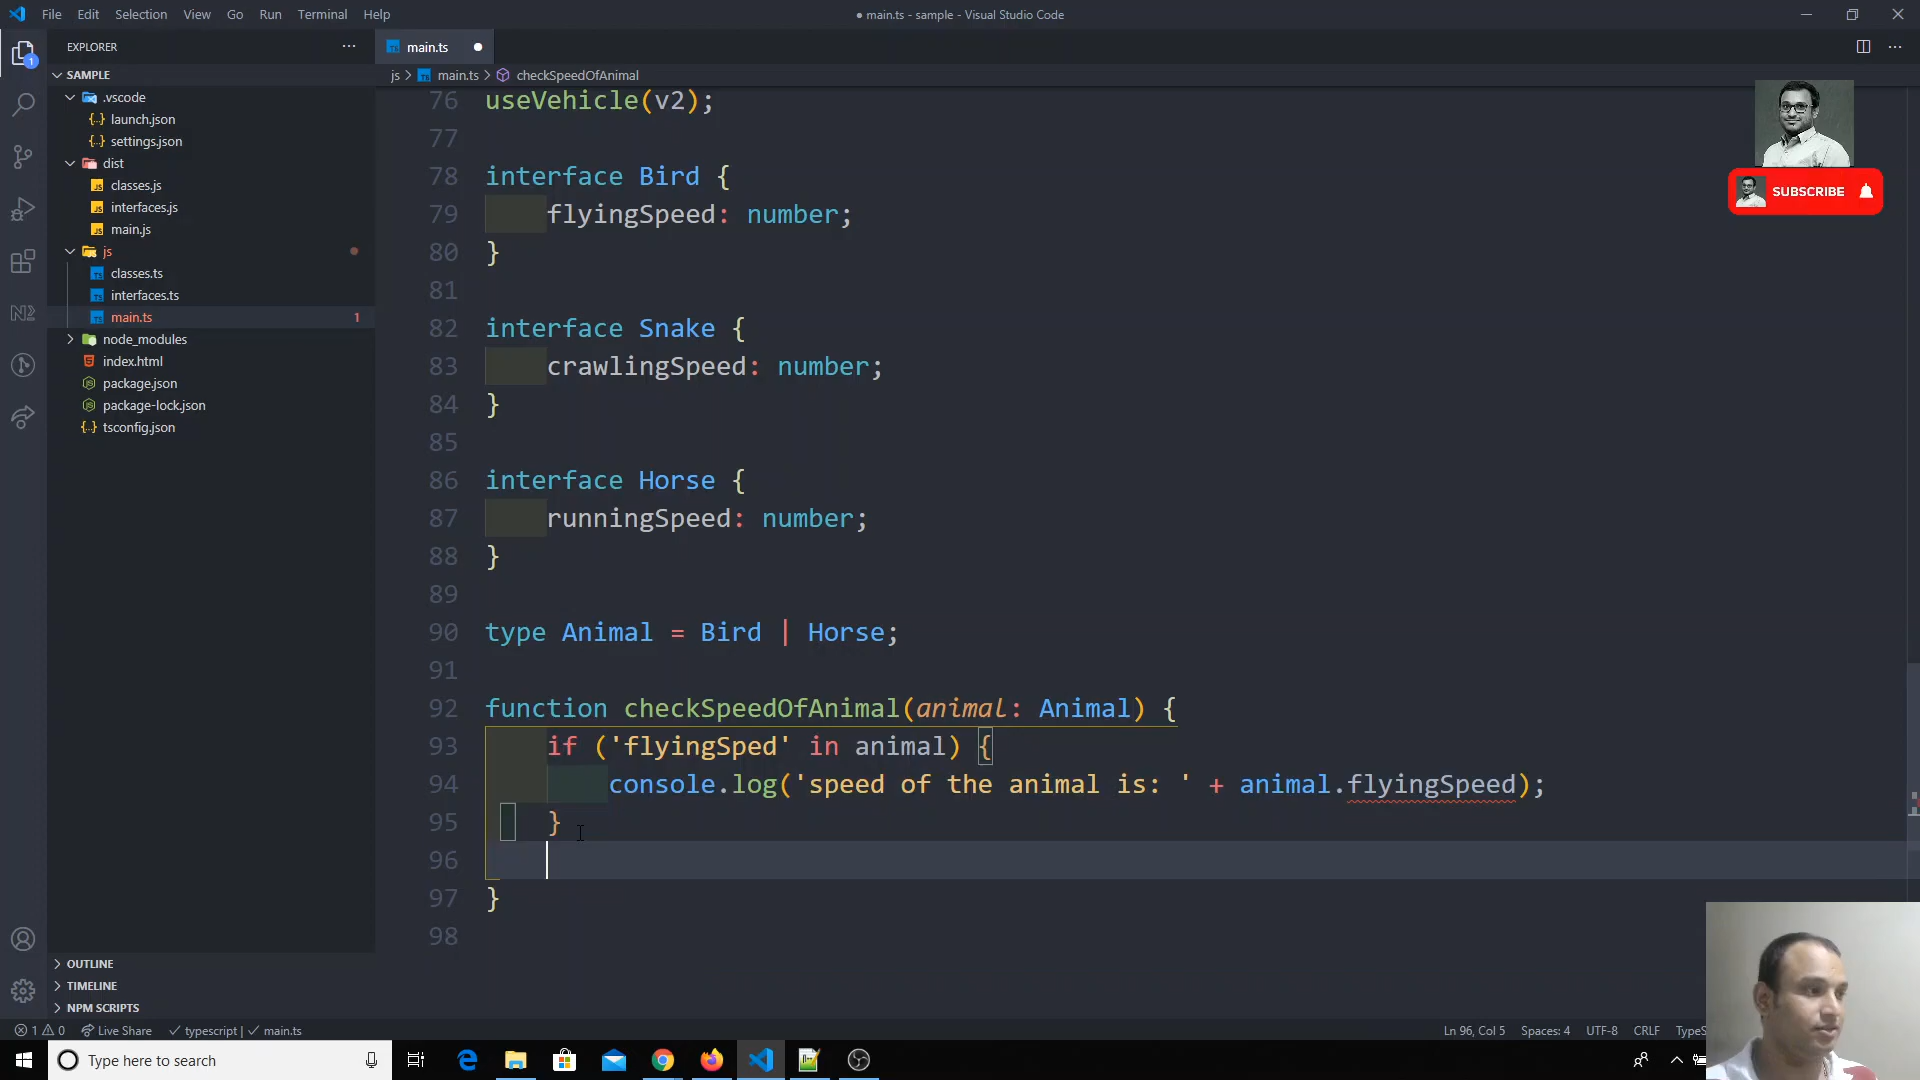 File Edit Selection View Go Run Terminal Help
● main.ts - sample - Visual Studio Code
EXPLORER
main.ts
SAMPLE
js > main.ts > checkSpeedOfAnimal
.vscode
launch.json
settings.json
dist
classes.js
interfaces.js
main.js
js
classes.ts
interfaces.ts
main.ts 1
node_modules
index.html
package.json
package-lock.json
tsconfig.json
76 useVehicle(v2);
77
78 interface Bird {
79 flyingSpeed: number;
80 }
81
82 interface Snake {
83 crawlingSpeed: number;
84 }
85
86 interface Horse {
87 runningSpeed: number;
88 }
89
90 type Animal = Bird | Horse;
91
92 function checkSpeedOfAnimal(animal: Animal) {
93 if ('flyingSped' in animal) {
94 console.log('speed of the animal is: ' + animal.flyingSpeed);
95 }
96
97 }
98
SUBSCRIBE
OUTLINE
TIMELINE
NPM SCRIPTS
1 0 Live Share ✓ typescript | ✓ main.ts
Ln 96, Col 5 Spaces: 4 UTF-8 CRLF TypeS
Type here to search